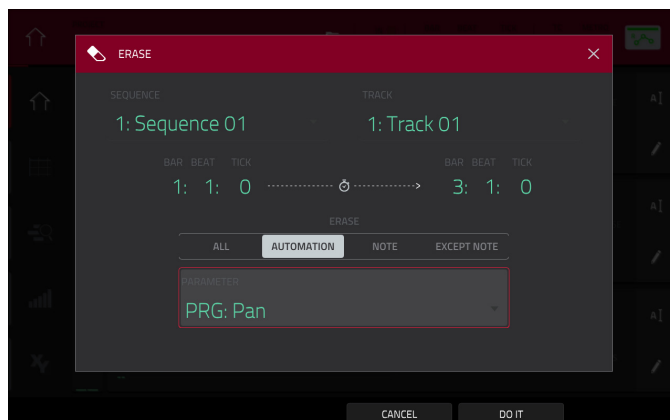 ERASE
SEQUENCE TRACK
1: Sequence 01 1: Track 01
BAR BEAT TICK BAR BEAT TICK
1: 1: 0 3: 1: 0
ERASE
ALL AUTOMATION NOTE EXCEPT NOTE
PARAMETER
PRG: Pan
CANCEL DO IT